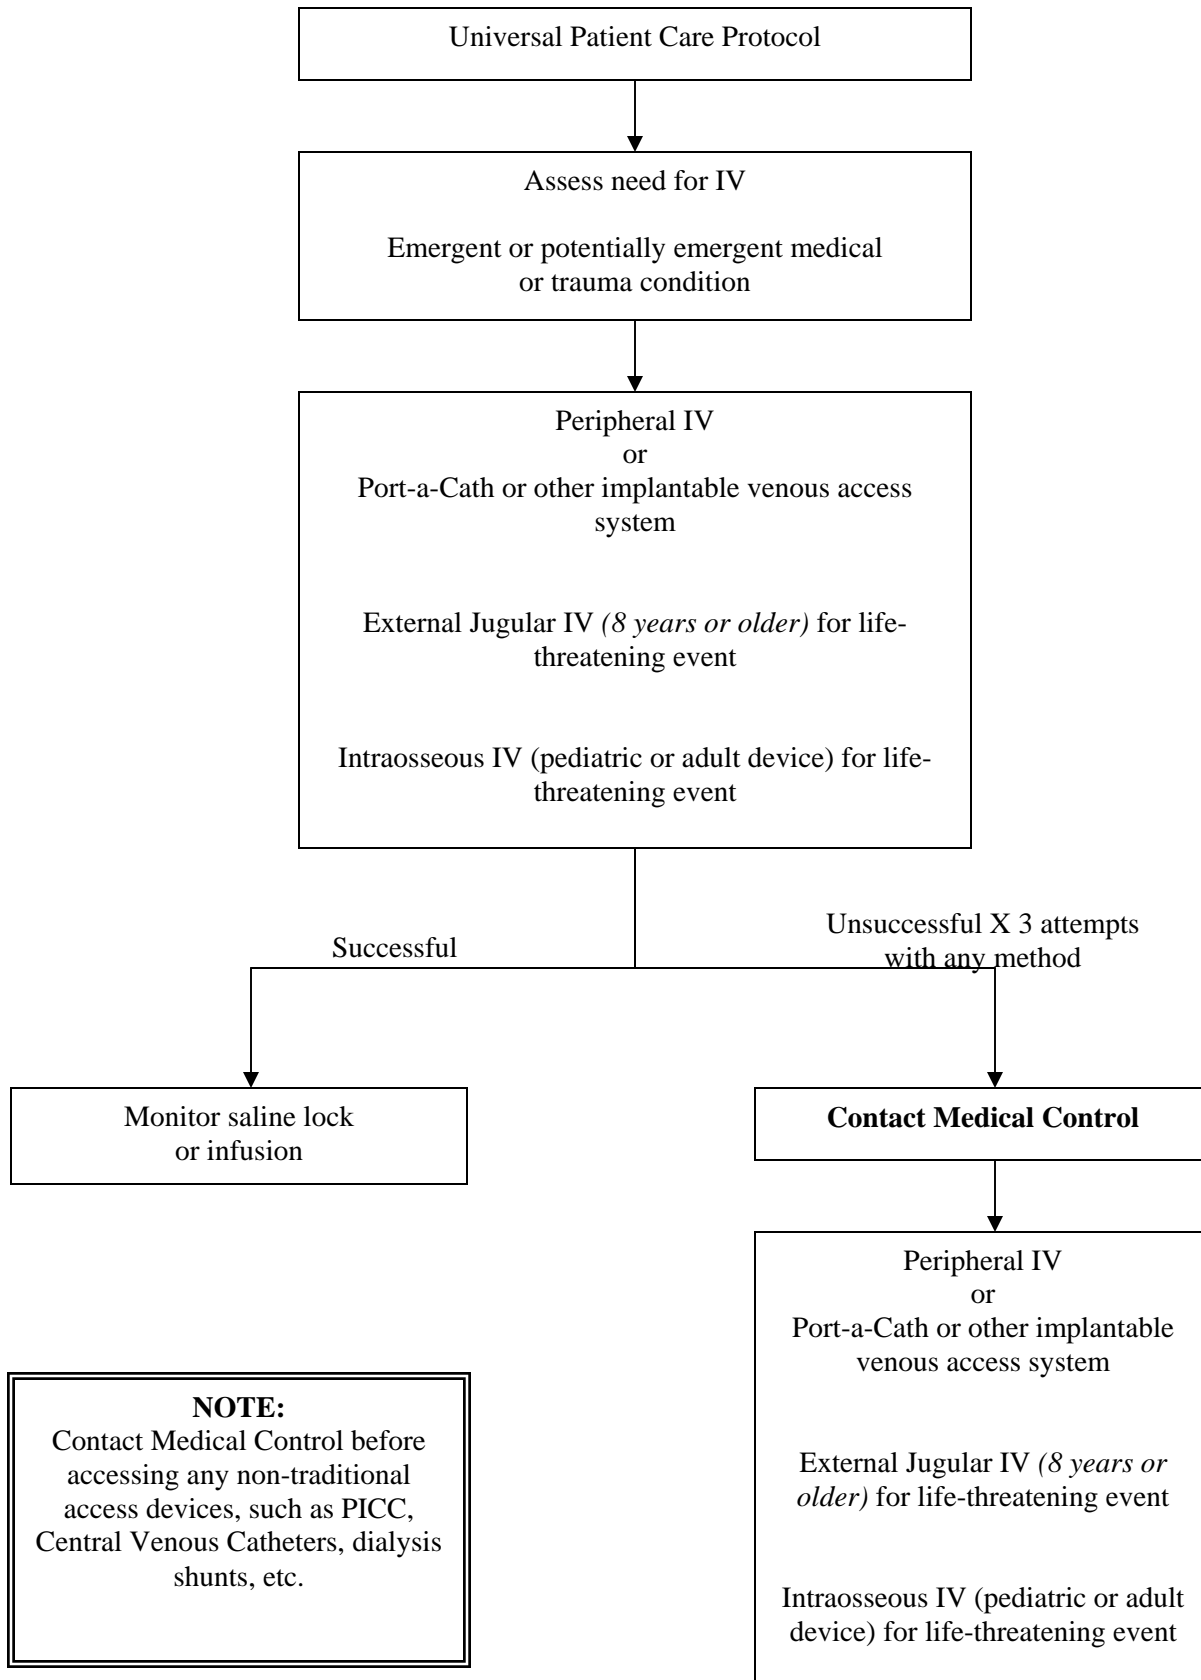 Universal Patient Care Protocol
Assess need for IV
Emergent or potentially emergent medical
or trauma condition
Peripheral IV
or
Port-a-Cath or other implantable venous access
system
External Jugular IV (8 years or older) for life-
threatening event
Intraosseous IV (pediatric or adult device) for life-
threatening event
Successful
Unsuccessful X 3 attempts
with any method
Monitor saline lock
or infusion
Contact Medical Control
Peripheral IV
or
Port-a-Cath or other implantable
venous access system
External Jugular IV (8 years or
older) for life-threatening event
Intraosseous IV (pediatric or adult
device) for life-threatening event
NOTE:
Contact Medical Control before
accessing any non-traditional
access devices, such as PICC,
Central Venous Catheters, dialysis
shunts, etc.